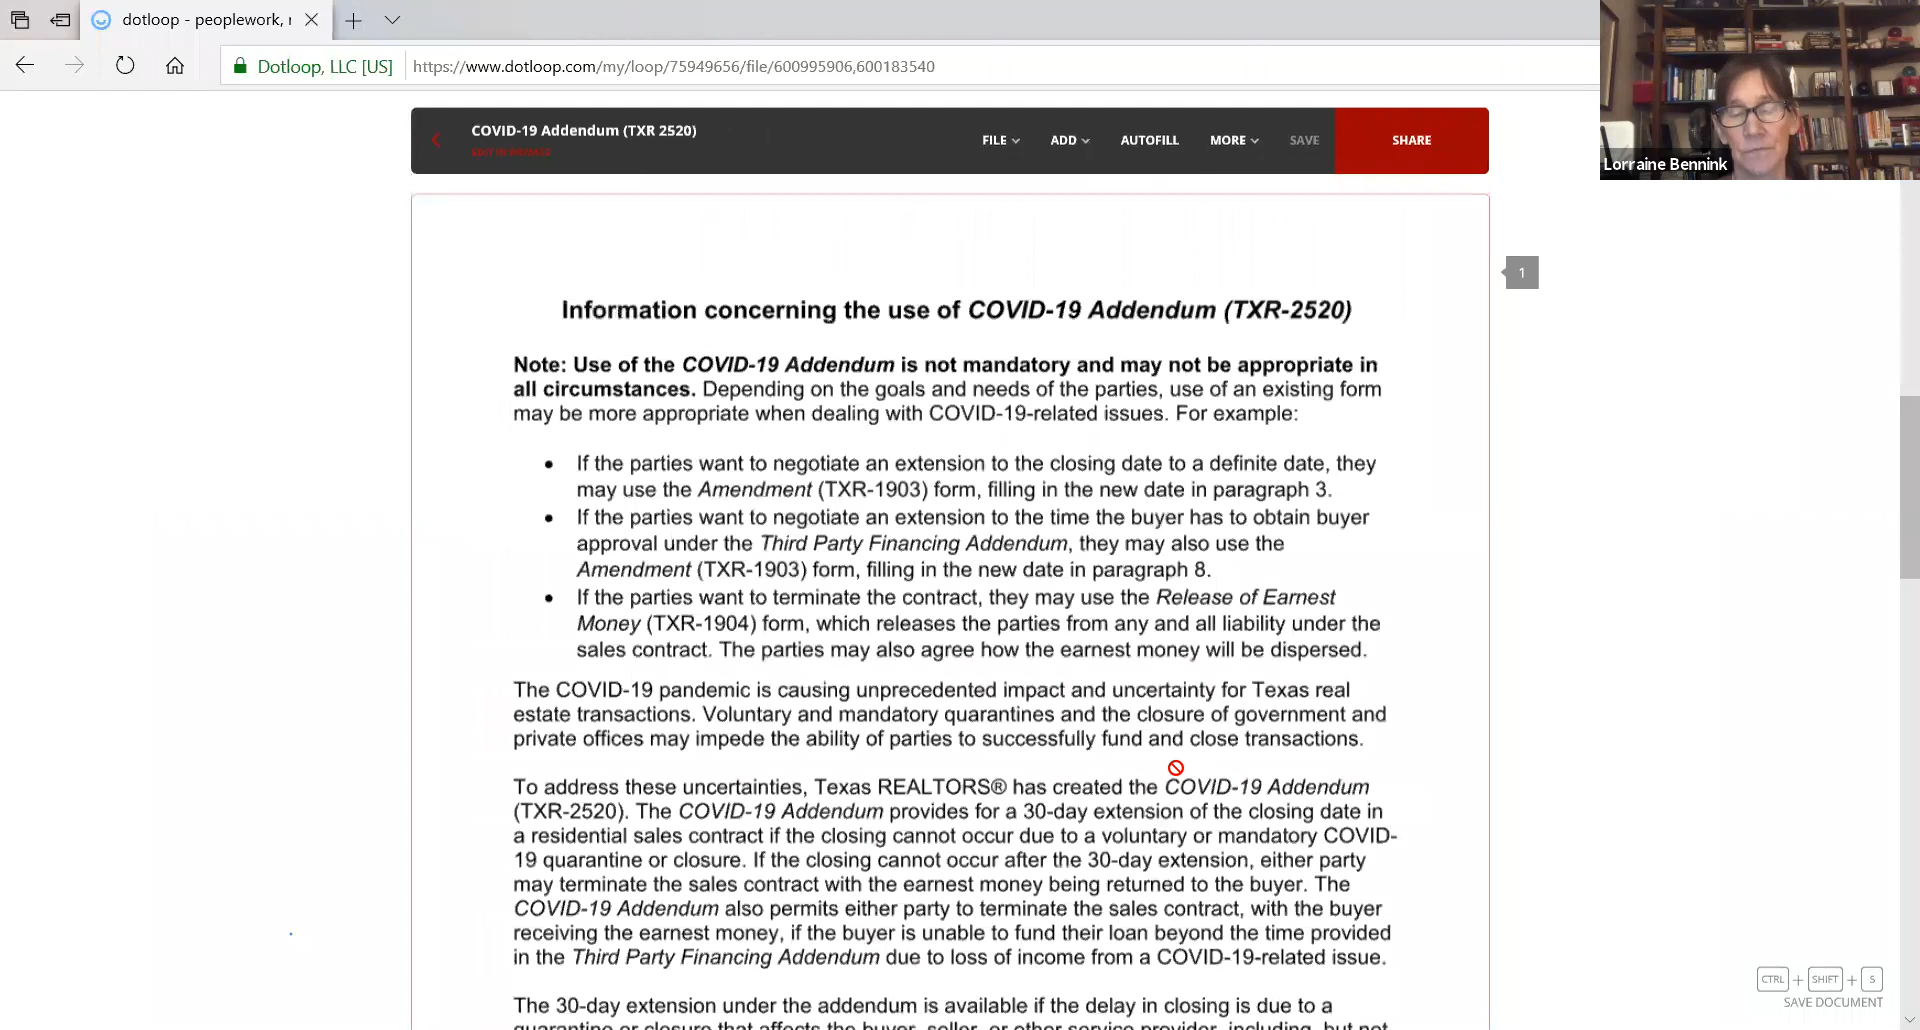 dotloop - peoplework, r
Dotloop, LLC [US]
https://www.dotloop.com/my/loop/75949656/file/600995906,600183540
Lorraine Bennink
COVID-19 Addendum (TXR 2520)
FILE ADD AUTOFILL MORE SAVE SHARE
1
Information concerning the use of COVID-19 Addendum (TXR-2520)
Note: Use of the COVID-19 Addendum is not mandatory and may not be appropriate in
all circumstances. Depending on the goals and needs of the parties, use of an existing form
may be more appropriate when dealing with COVID-19-related issues. For example:
• If the parties want to negotiate an extension to the closing date to a definite date, they
may use the Amendment (TXR-1903) form, filling in the new date in paragraph 3.
• If the parties want to negotiate an extension to the time the buyer has to obtain buyer
approval under the Third Party Financing Addendum, they may also use the
Amendment (TXR-1903) form, filling in the new date in paragraph 8.
• If the parties want to terminate the contract, they may use the Release of Earnest
Money (TXR-1904) form, which releases the parties from any and all liability under the
sales contract. The parties may also agree how the earnest money will be dispersed.
The COVID-19 pandemic is causing unprecedented impact and uncertainty for Texas real
estate transactions. Voluntary and mandatory quarantines and the closure of government and
private offices may impede the ability of parties to successfully fund and close transactions.
To address these uncertainties, Texas REALTORS® has created the COVID-19 Addendum
(TXR-2520). The COVID-19 Addendum provides for a 30-day extension of the closing date in
a residential sales contract if the closing cannot occur due to a voluntary or mandatory COVID-
19 quarantine or closure. If the closing cannot occur after the 30-day extension, either party
may terminate the sales contract with the earnest money being returned to the buyer. The
COVID-19 Addendum also permits either party to terminate the sales contract, with the buyer
receiving the earnest money, if the buyer is unable to fund their loan beyond the time provided
in the Third Party Financing Addendum due to loss of income from a COVID-19-related issue.
The 30-day extension under the addendum is available if the delay in closing is due to a
quarantine or closure that affects the buyer, seller, or other service provider, including, but not
CTRL + SHIFT + S
SAVE DOCUMENT